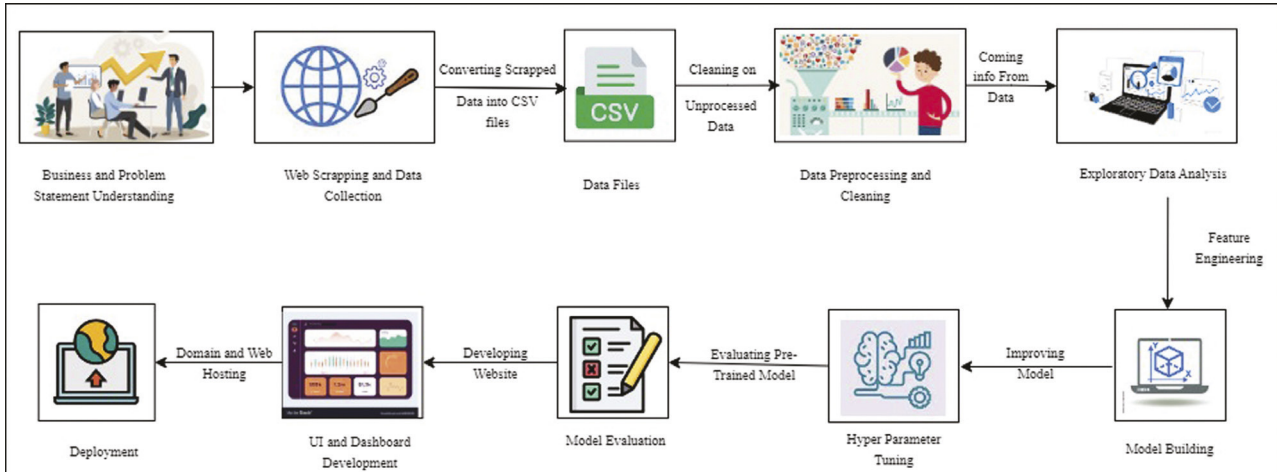 Converting Scrapped
Data into CSV
files
Cleaning on
Unprocessed
Data
Coming
info From
Data
CSV
Business and Problem
Statement Understanding
Web Scrapping and Data
Collection
Data Files
Data Preprocessing and
Cleaning
Exploratory Data Analysis
Feature
Engineering
Domain and Web
Hosting
Developing
Website
Evaluating Pre-
Trained Model
Improving
Model
Y
Z
X
Deployment
UI and Dashboard
Development
Model Evaluation
Hyper Parameter
Tuning
Model Building